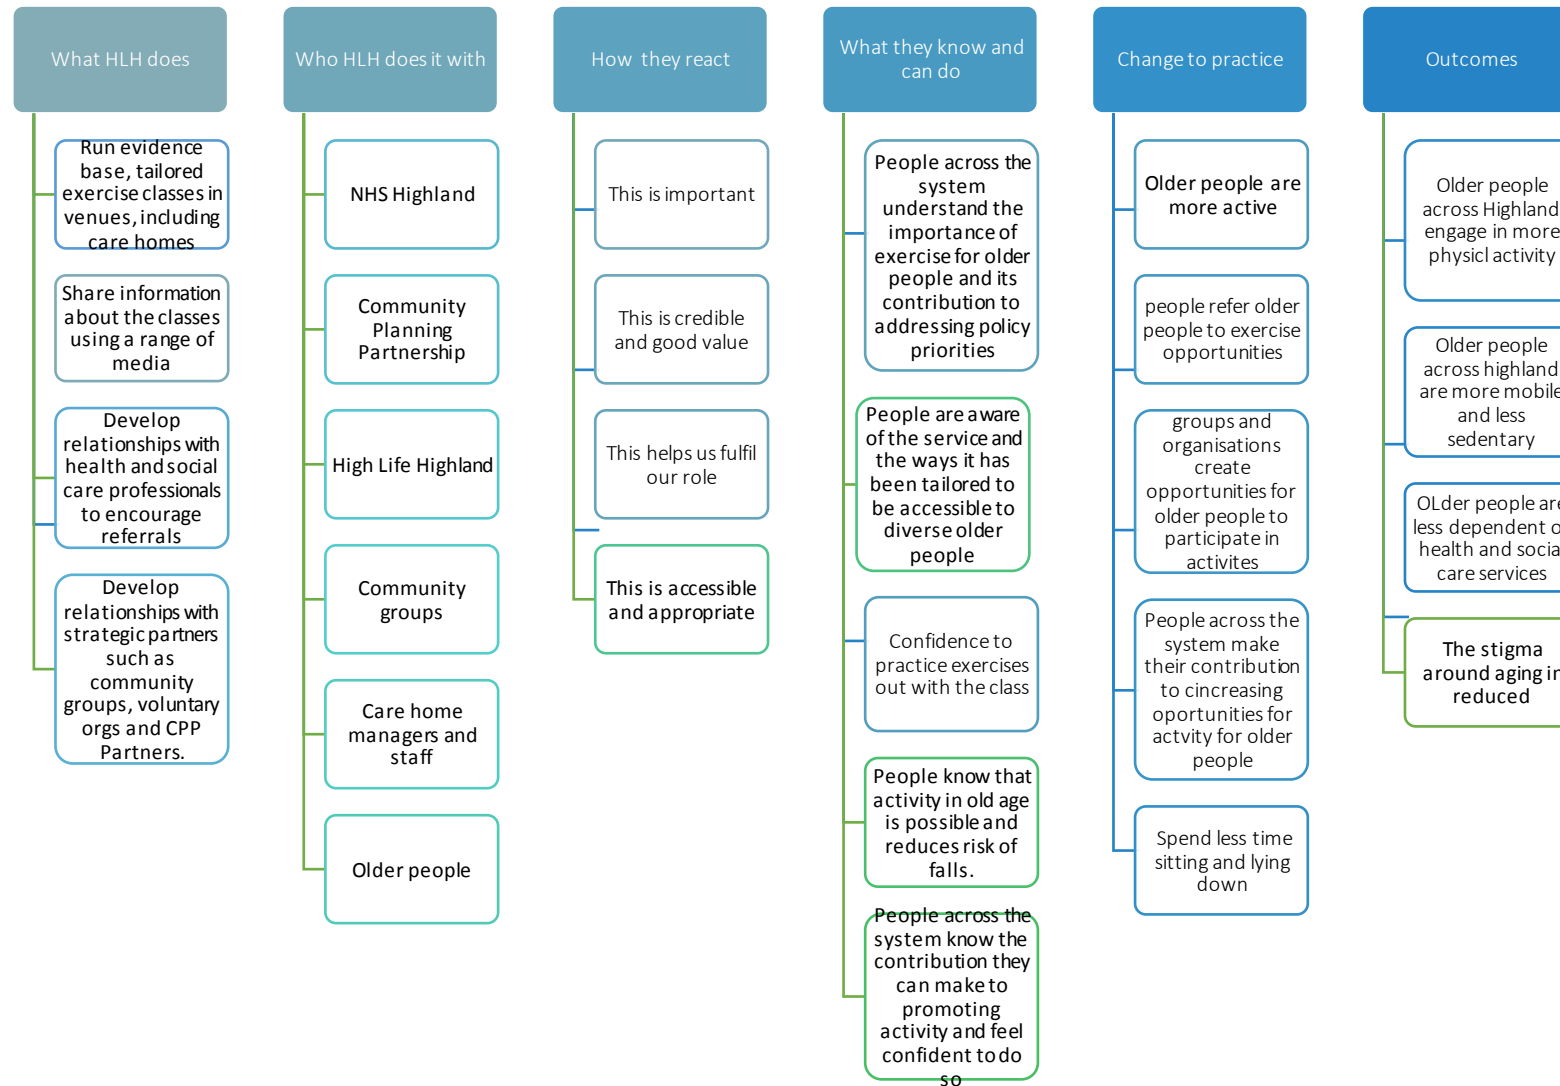 What HLH does
Run evidence
base, tailored
exercise classes in
venues, including
care homes
Share information
about the classes
using a range of
media
Develop
relationships with
health and social
care professionals
to encourage
referrals
Develop
relationships with
strategic partners
such as
community
groups, voluntary
orgs and CPP
Partners.
Who HLH does it with
NHS Highland
Community
Planning
Partnership
High Life Highland
Community
groups
Care home
managers and
staff
Older people
How they react
This is important
This is credible
and good value
This helps us fulfil
our role
This is accessible
and appropriate
What they know and
can do
People across the
system
understand the
importance of
exercise for older
people and its
contribution to
addressing policy
priorities
People are aware
of the service and
the ways it has
been tailored to
be accessible to
diverse older
people
Confidence to
practice exercises
out with the class
People know that
activity in old age
is possible and
reduces risk of
falls.
People across the
system know the
contribution they
can make to
promoting
activity and feel
confident to do
so
Change to practice
Older people are
more active
people refer older
people to exercise
opportunities
groups and
organisations
create
opportunities for
older people to
participate in
activites
People across the
system make
their contribution
to cincreasing
oportunities for
actvity for older
people
Spend less time
sitting and lying
down
Outcomes
Older people
across Highland
engage in more
physicl activity
Older people
across highland
are more mobile
and less
sedentary
OLder people are
less dependent o
health and social
care services
The stigma
around aging in
reduced